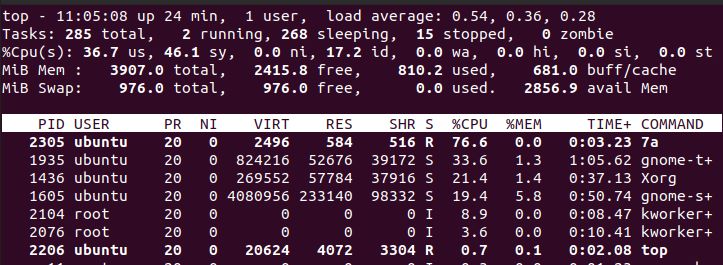 top - 11:05:08 up 24 min,  1 user,  load average: 0.54, 0.36, 0.28
Tasks: 285 total,   2 running, 268 sleeping,  15 stopped,   0 zombie
%Cpu(s): 36.7 us, 46.1 sy,  0.0 ni, 17.2 id,  0.0 wa,  0.0 hi,  0.0 si,  0.0 st
MiB Mem :   3907.0 total,   2415.8 free,    810.2 used,    681.0 buff/cache
MiB Swap:    976.0 total,    976.0 free,      0.0 used.   2856.9 avail Mem
PID USER      PR  NI    VIRT    RES    SHR S  %CPU  %MEM     TIME+ COMMAND
2305 ubuntu    20   0    2496    584    516 R  76.6   0.0   0:03.23 7a
1935 ubuntu    20   0  824216  52676  39172 S  33.6   1.3   1:05.62 gnome-t+
1436 ubuntu    20   0  269552  57784  37916 S  21.4   1.4   0:37.13 Xorg
1605 ubuntu    20   0 4080956 233140  98332 S  19.4   5.8   0:50.74 gnome-s+
2104 root      20   0       0      0      0 I   8.9   0.0   0:08.47 kworker+
2076 root      20   0       0      0      0 I   3.6   0.0   0:10.41 kworker+
2206 ubuntu    20   0   20624   4072   3304 R   0.7   0.1   0:02.08 top